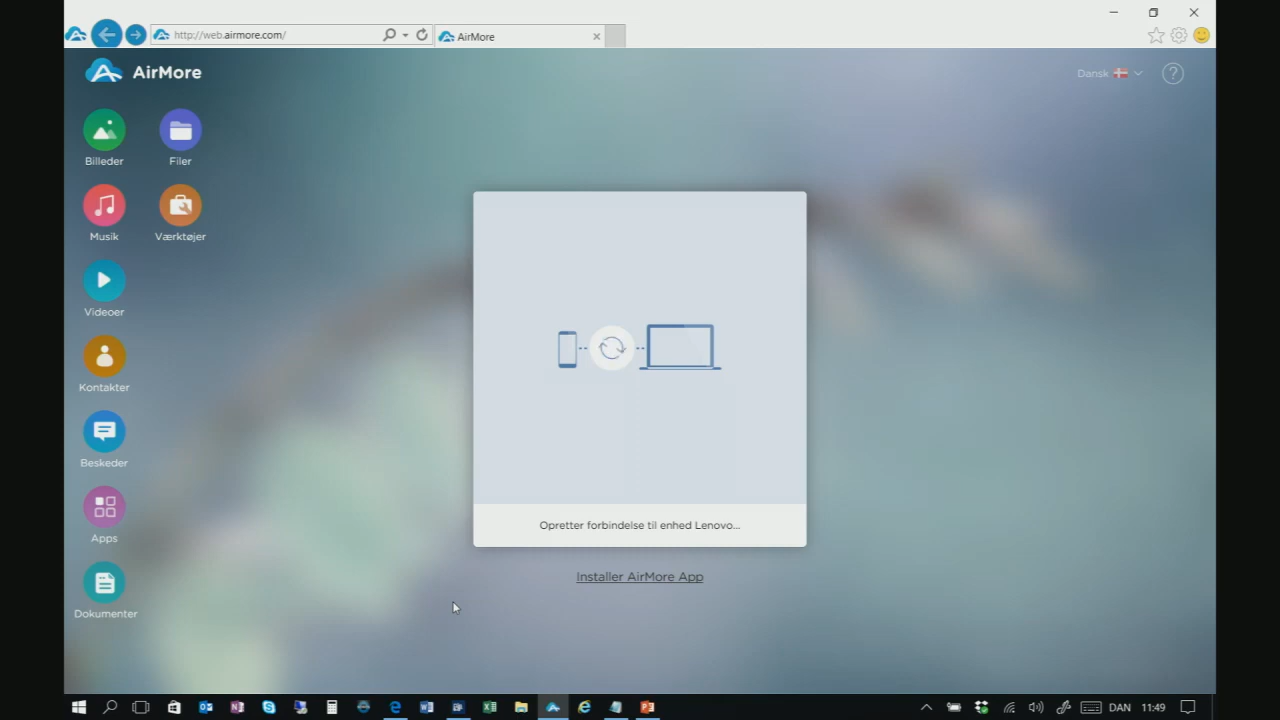 http://web.airmore.com/
AirMore
AirMore
Dansk
?
Billeder
Filer
Musik
Værktøjer
Videoer
Kontakter
Beskeder
Apps
Dokumenter
Opretter forbindelse til enhed Lenovo...
Installer AirMore App
DAN
11:49